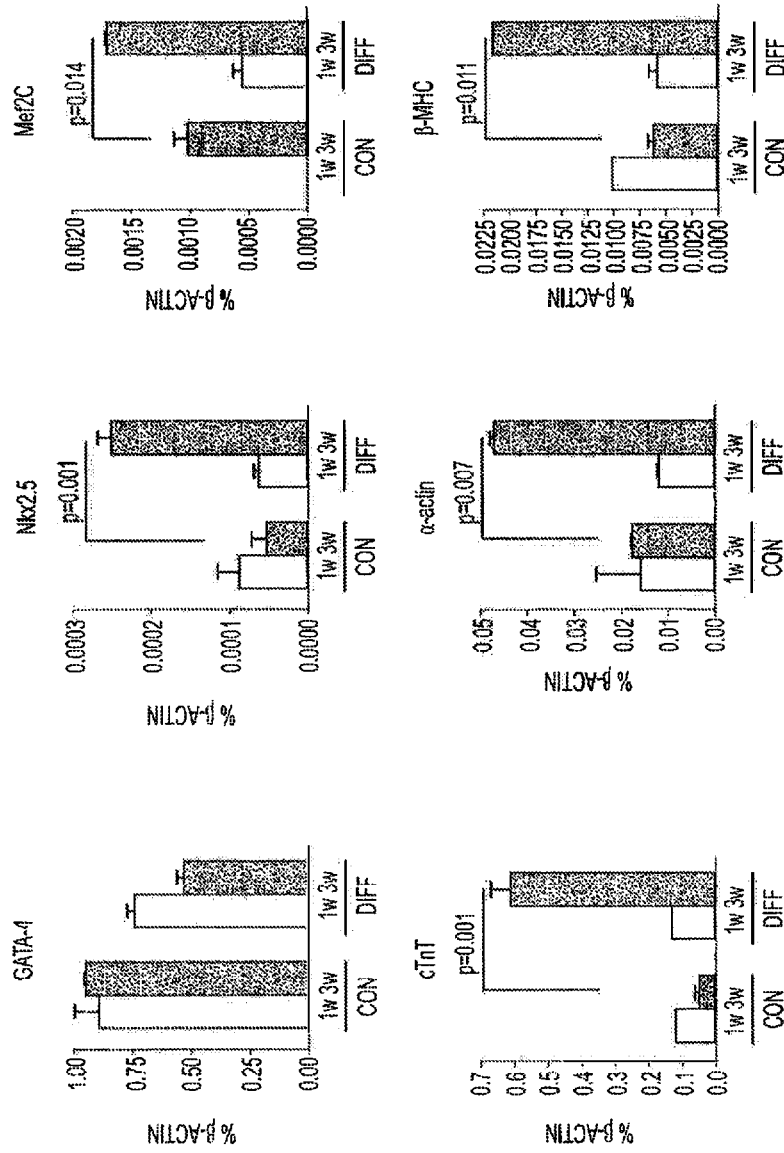 GATA-4
% β-ACTIN
1.00
0.75
0.50
0.25
0.00
1w 3w
1w 3w
CON
DIFF
Nkx2.5
p=0.001
% β-ACTIN
0.0003
0.0002
0.0001
0.0000
1w 3w
1w 3w
CON
DIFF
Mef2C
p=0.014
% β-ACTIN
0.0020
0.0015
0.0010
0.0005
0.0000
1w 3w
1w 3w
CON
DIFF
cTnT
p=0.001
% β-ACTIN
0.7
0.6
0.5
0.4
0.3
0.2
0.1
0.0
1w 3w
1w 3w
CON
DIFF
α-actin
p=0.007
% β-ACTIN
0.05
0.04
0.03
0.02
0.01
0.00
1w 3w
1w 3w
CON
DIFF
β-MHC
p=0.011
% β-ACTIN
0.0225
0.0200
0.0175
0.0150
0.0125
0.0100
0.0075
0.0050
0.0025
0.0000
1w 3w
1w 3w
CON
DIFF